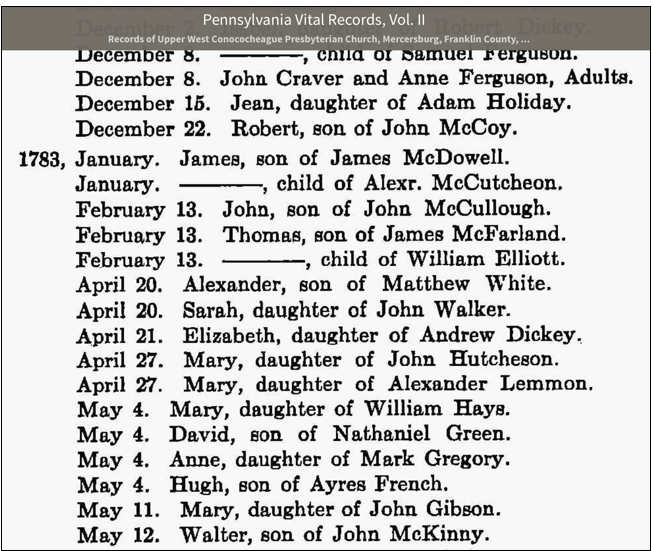 Pennsylvania Vital Records, Vol. II
Records of Upper West Conococheague Presbyterian Church, Mercersburg, Franklin County, ...
Robert Dickey.
December 8. ———, child of Samuel Ferguson.
December 8. John Craver and Anne Ferguson, Adults.
December 15. Jean, daughter of Adam Holiday.
December 22. Robert, son of John McCoy.
1783, January. James, son of James McDowell.
January. ———, child of Alexr. McCutcheon.
February 13. John, son of John McCullough.
February 13. Thomas, son of James McFarland.
February 13. ———, child of William Elliott.
April 20. Alexander, son of Matthew White.
April 20. Sarah, daughter of John Walker.
April 21. Elizabeth, daughter of Andrew Dickey.
April 27. Mary, daughter of John Hutcheson.
April 27. Mary, daughter of Alexander Lemmon.
May 4. Mary, daughter of William Hays.
May 4. David, son of Nathaniel Green.
May 4. Anne, daughter of Mark Gregory.
May 4. Hugh, son of Ayres French.
May 11. Mary, daughter of John Gibson.
May 12. Walter, son of John McKinny.